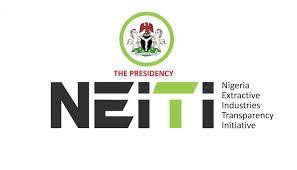 THE PRESIDENCY
NEiTi
Nigeria
Extractive
Industries
Transparency
Initiative